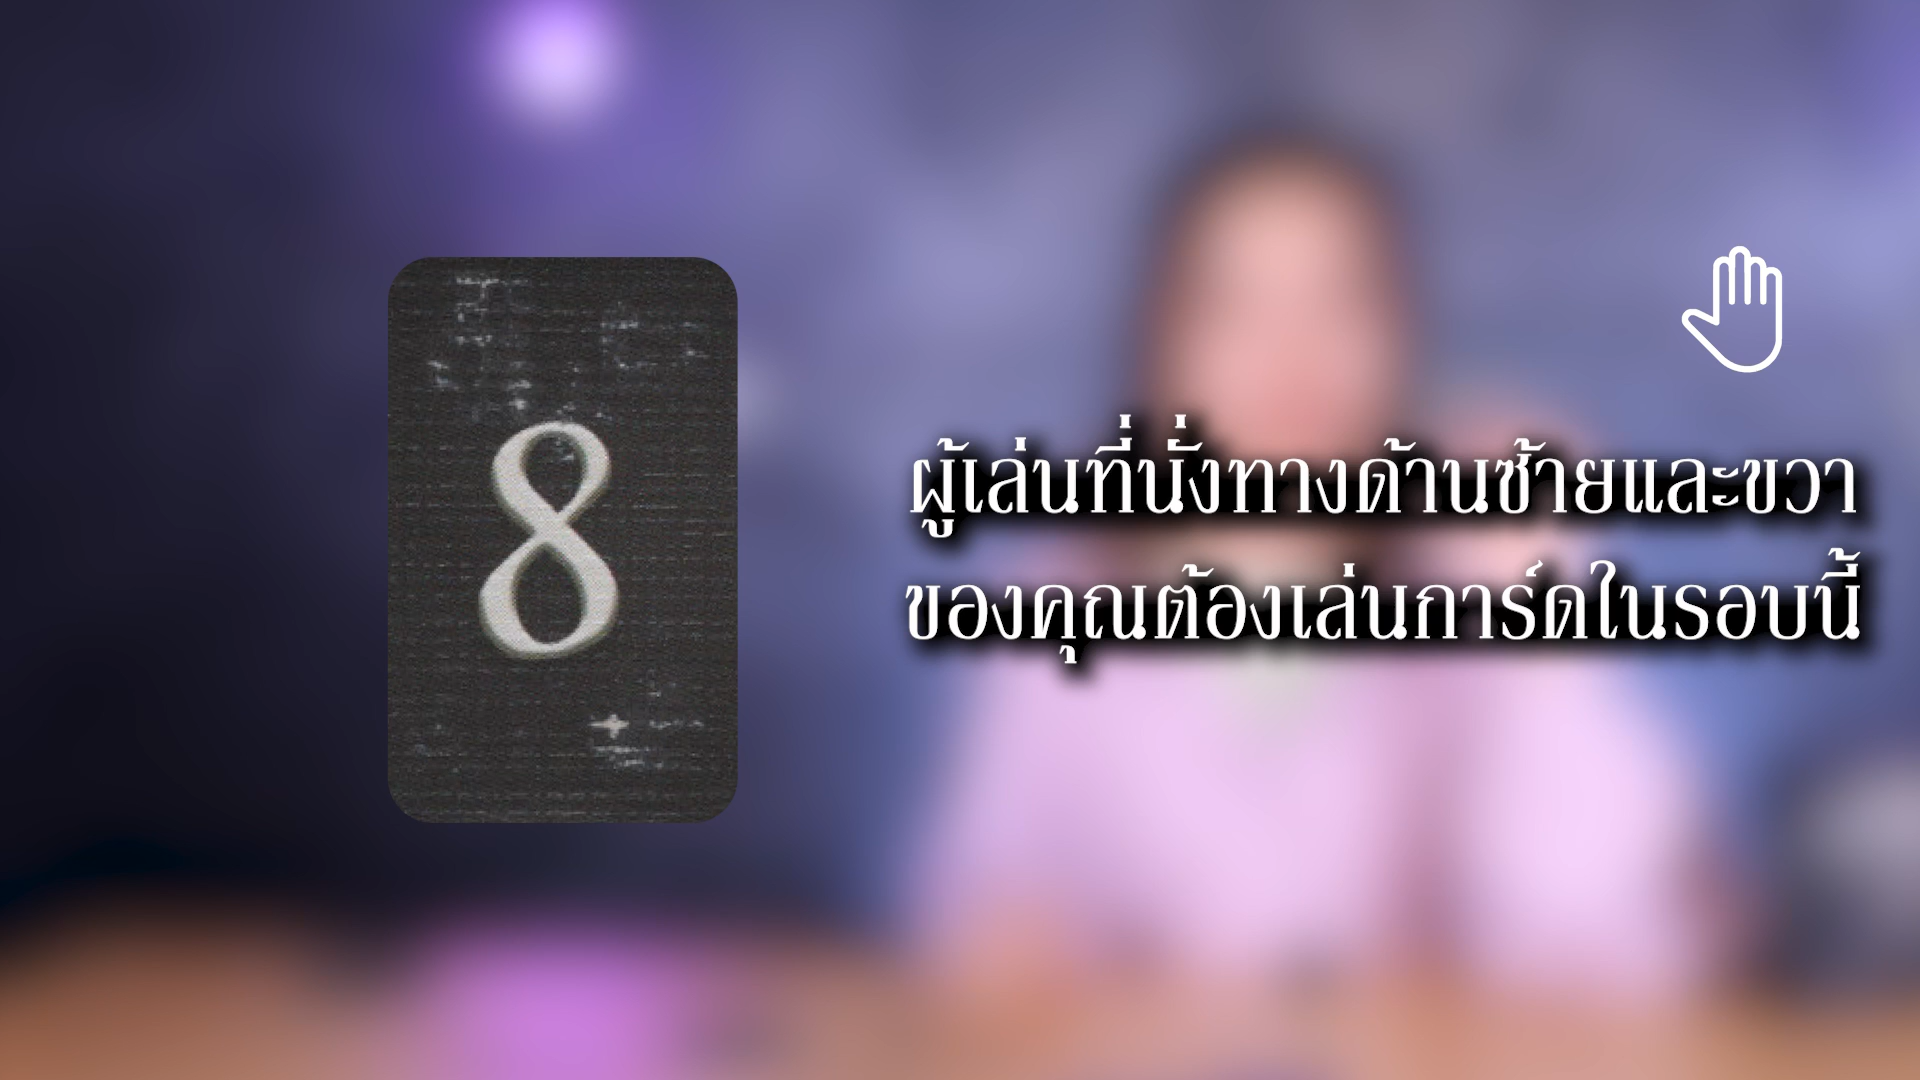 8
ผู้เล่นที่นั่งทางด้านซ้ายและขวา
ของคุณต้องเล่นการ์ดในรอบนี้